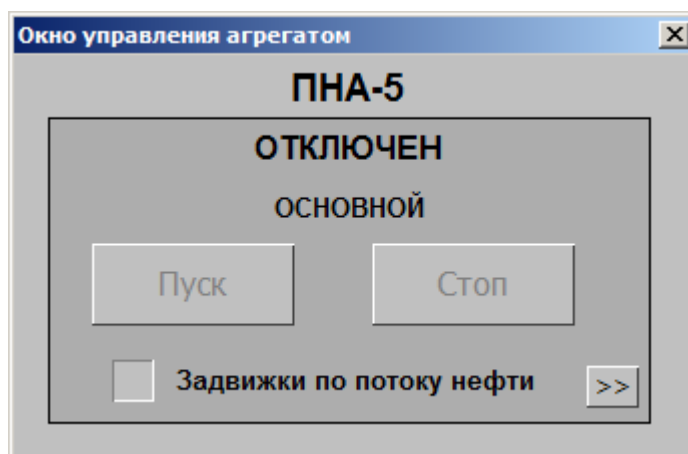 Окно управления агрегатом
ПНА-5
ОТКЛЮЧЕН
ОСНОВНОЙ
Пуск Стоп
Задвижки по потоку нефти >>